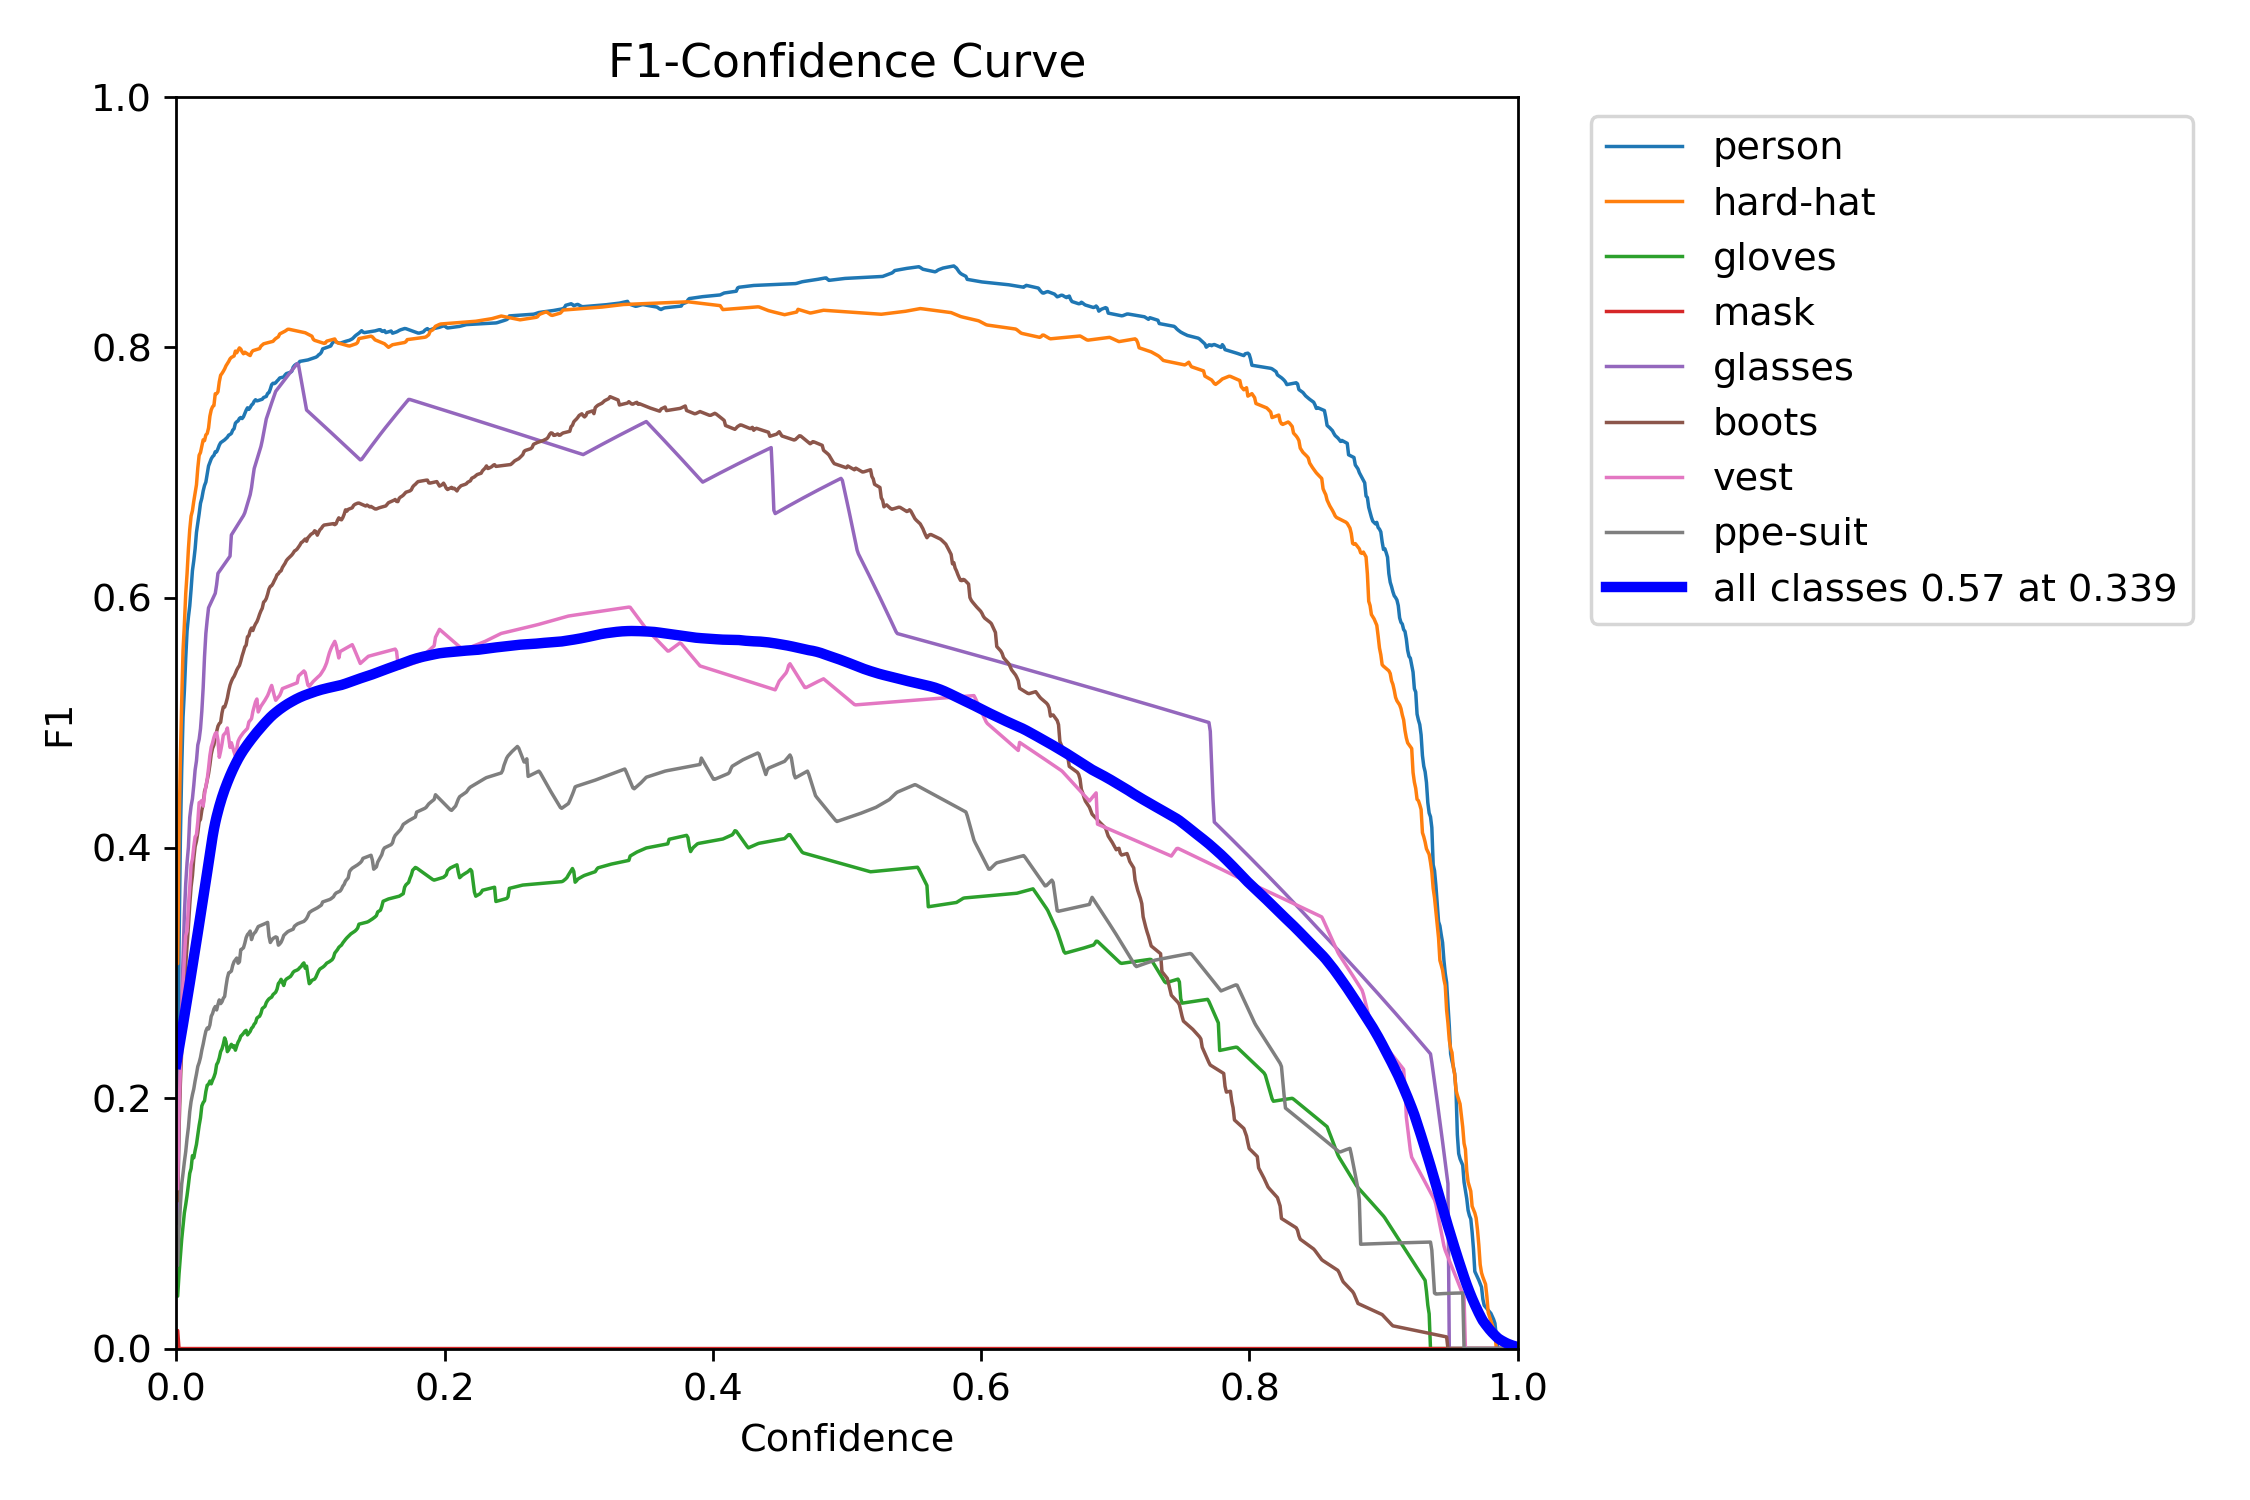 F1-Confidence Curve
1.0
0.8
0.6
0.4
0.2
0.0
F1
0.0 0.2 0.4 0.6 0.8 1.0
Confidence
person
hard-hat
gloves
mask
glasses
boots
vest
ppe-suit
all classes 0.57 at 0.339